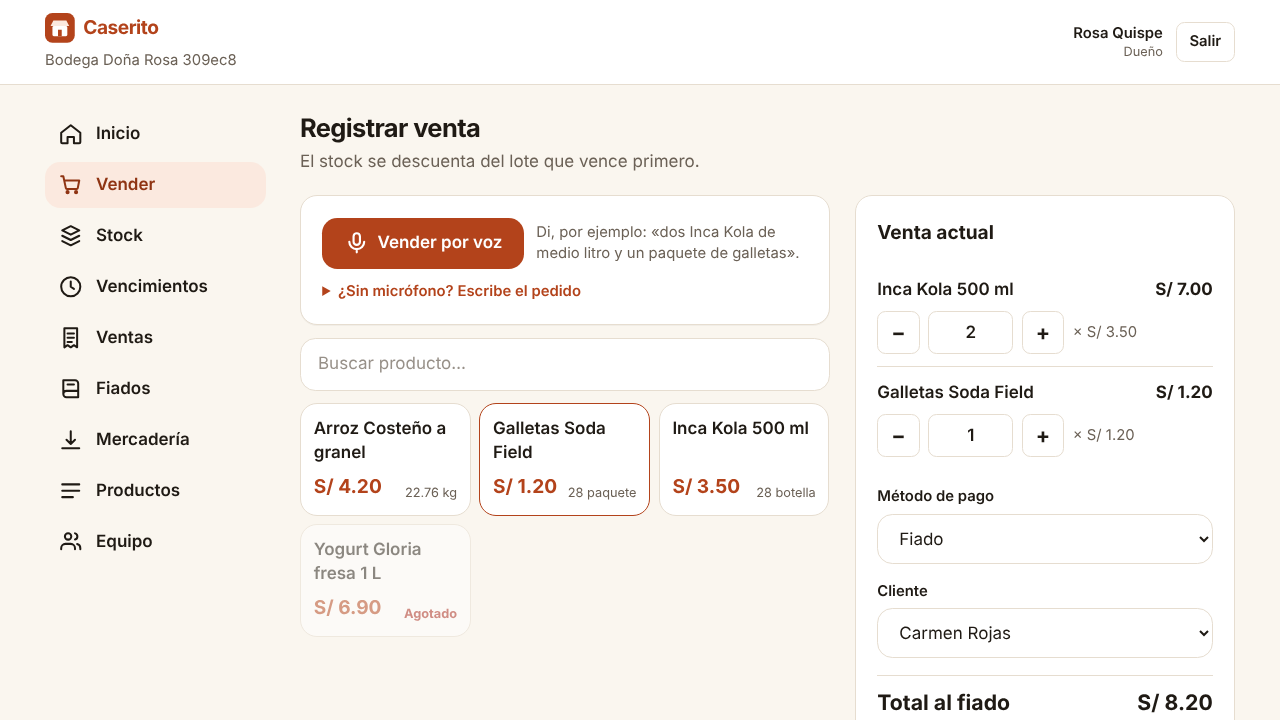 Caserito
Bodega Doña Rosa 309ec8
Rosa Quispe
Dueño
Salir
Inicio
Vender
Stock
Vencimientos
Ventas
Fiados
Mercadería
Productos
Equipo
Registrar venta
El stock se descuenta del lote que vence primero.
Vender por voz
Di, por ejemplo: «dos Inca Kola de
medio litro y un paquete de galletas».
¿Sin micrófono? Escribe el pedido
Buscar producto...
Arroz Costeño a
granel
S/ 4.20
22.76 kg
Galletas Soda
Field
S/ 1.20
28 paquete
Inca Kola 500 ml
S/ 3.50
28 botella
Yogurt Gloria
fresa 1 L
S/ 6.90
Agotado
Venta actual
Inca Kola 500 ml
S/ 7.00
− 2 + × S/ 3.50
Galletas Soda Field
S/ 1.20
− 1 + × S/ 1.20
Método de pago
Fiado
Cliente
Carmen Rojas
Total al fiado
S/ 8.20